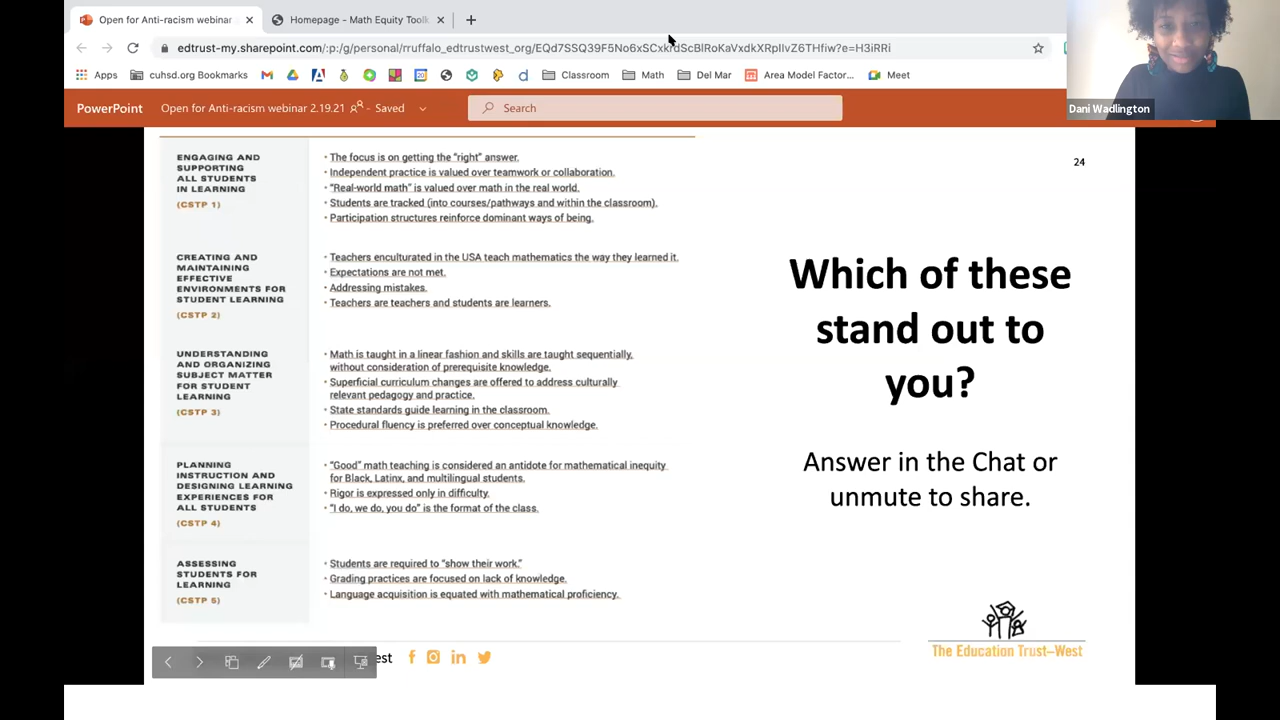 Open for Anti-racism webinar
Homepage - Math Equity Toolk
edtrust-my.sharepoint.com/:p:/g/personal/rruffalo_edtrustwest_org/
Apps
cuhsd.org Bookmarks
Classroom
Math
Del Mar
Area Model Factor...
Meet
PowerPoint
Open for Anti-racism webinar 2.19.21
- Saved
Search
Dani Wadlington
24
ENGAGING AND
SUPPORTING
ALL STUDENTS
IN LEARNING
(CSTP 1)
• The focus is on getting the "right" answer.
• Independent practice is valued over teamwork or collaboration.
• "Real-world math" is valued over math in the real world.
• Students are tracked (into courses/pathways and within the classroom).
• Participation structures reinforce dominant ways of being.
CREATING AND
MAINTAINING
EFFECTIVE
ENVIRONMENTS FOR
STUDENT LEARNING
(CSTP 2)
• Teachers enculturated in the USA teach mathematics the way they learned it.
• Expectations are not met.
• Addressing mistakes.
• Teachers are teachers and students are learners.
UNDERSTANDING
AND ORGANIZING
SUBJECT MATTER
FOR STUDENT
LEARNING
(CSTP 3)
• Math is taught in a linear fashion and skills are taught sequentially,
without consideration of prerequisite knowledge.
• Superficial curriculum changes are offered to address culturally
relevant pedagogy and practice.
• State standards guide learning in the classroom.
• Procedural fluency is preferred over conceptual knowledge.
PLANNING
INSTRUCTION AND
DESIGNING LEARNING
EXPERIENCES FOR
ALL STUDENTS
(CSTP 4)
• "Good" math teaching is considered an antidote for mathematical inequity
for Black, Latinx, and multilingual students.
• Rigor is expressed only in difficulty.
• "I do, we do, you do" is the format of the class.
ASSESSING
STUDENTS FOR
LEARNING
(CSTP 5)
• Students are required to "show their work."
• Grading practices are focused on lack of knowledge.
• Language acquisition is equated with mathematical proficiency.
Which of these
stand out to
you?
Answer in the Chat or
unmute to share.
The Education Trust–West
est